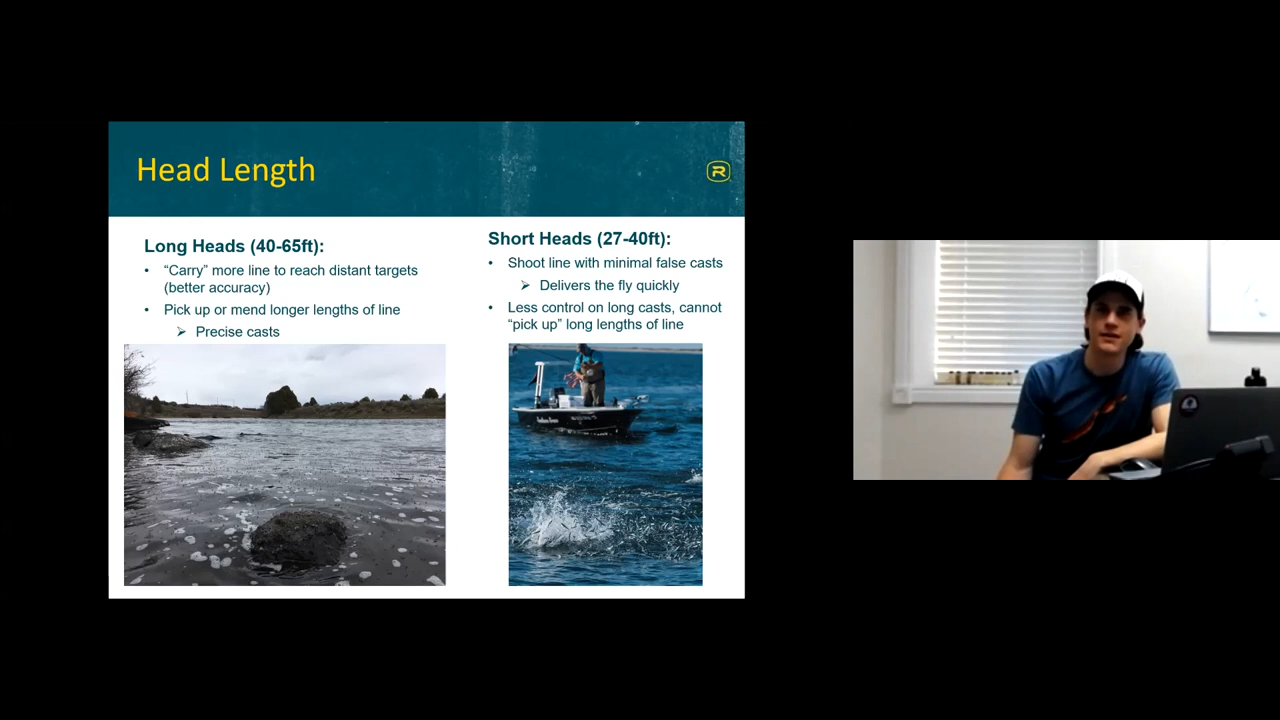 Head Length
R
Long Heads (40-65ft):
• “Carry” more line to reach distant targets
(better accuracy)
• Pick up or mend longer lengths of line
➢ Precise casts
Short Heads (27-40ft):
• Shoot line with minimal false casts
➢ Delivers the fly quickly
• Less control on long casts, cannot
“pick up” long lengths of line